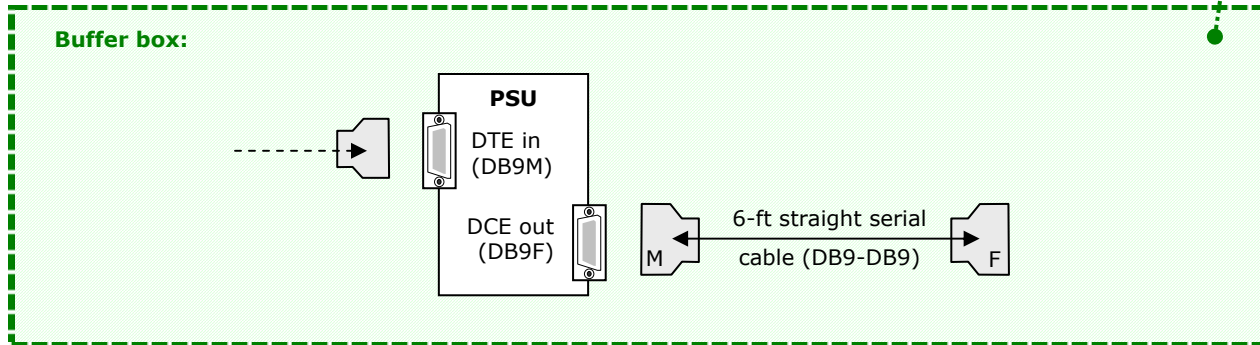 Buffer box:
PSU
DTE in
(DB9M)
DCE out
(DB9F)
M
6-ft straight serial
cable (DB9-DB9)
F